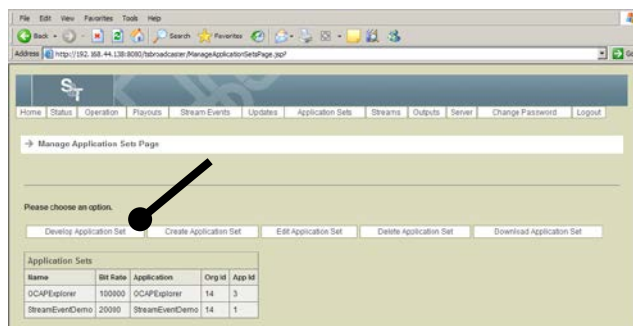 File Edit View Favorites Tools Help
Back Search Favorites
Address http://192.168.44.138:8080/tsbroadcaster/ManageApplicationSetsPage.jsp? Go
ST
Home Status Operation Playouts Stream Events Updates Application Sets Streams Outputs Server Change Password Logout
Manage Application Sets Page
Please choose an option.
Develop Application Set Create Application Set Edit Application Set Delete Application Set Download Application Set
Application Sets
Name Bit Rate Application Org Id App Id
OCAPExplorer 100000 OCAPExplorer 14 3
StreamEventDemo 20000 StreamEventDemo 14 1